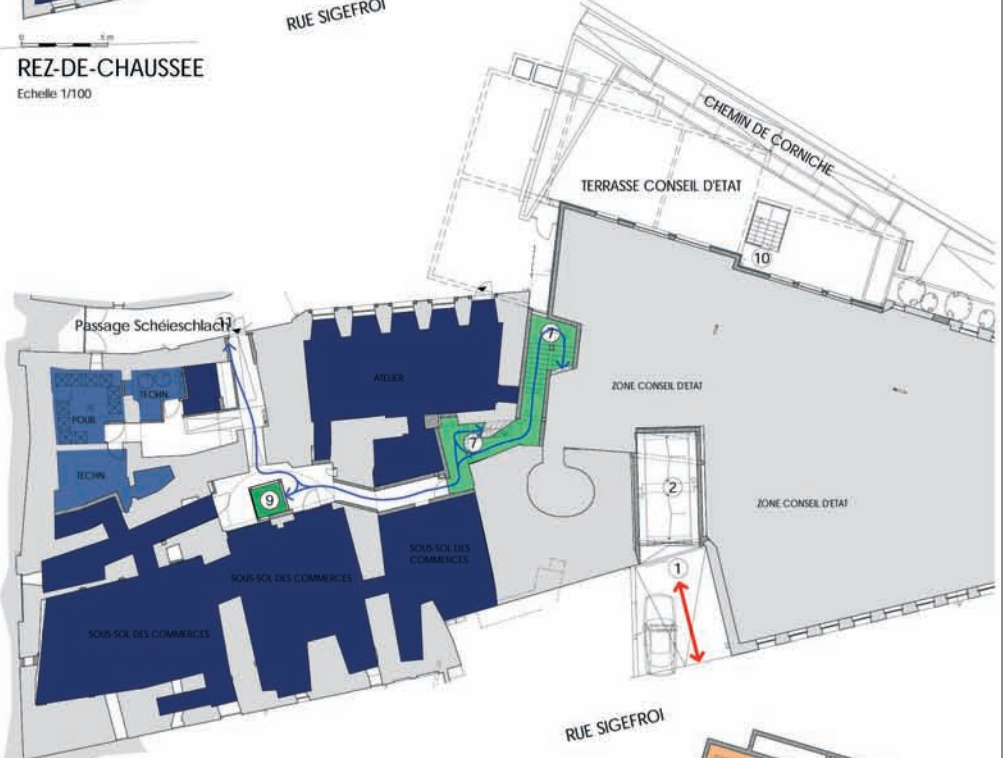 RUE SIGEFROI
REZ-DE-CHAUSSEE
Echelle 1/100
CHEMIN DE CORNICHE
TERRASSE CONSEIL D'ETAT
10
Passage Schéieschlach
11
7
ATELIER
ZONE CONSEIL D'ETAT
TECHN.
POUB.
7
TECHN.
9
2
ZONE CONSEIL D'ETAT
SOUS-SOL DES
COMMERCES
SOUS-SOL DES COMMERCES
1
SOUS-SOL DES COMMERCES
RUE SIGEFROI